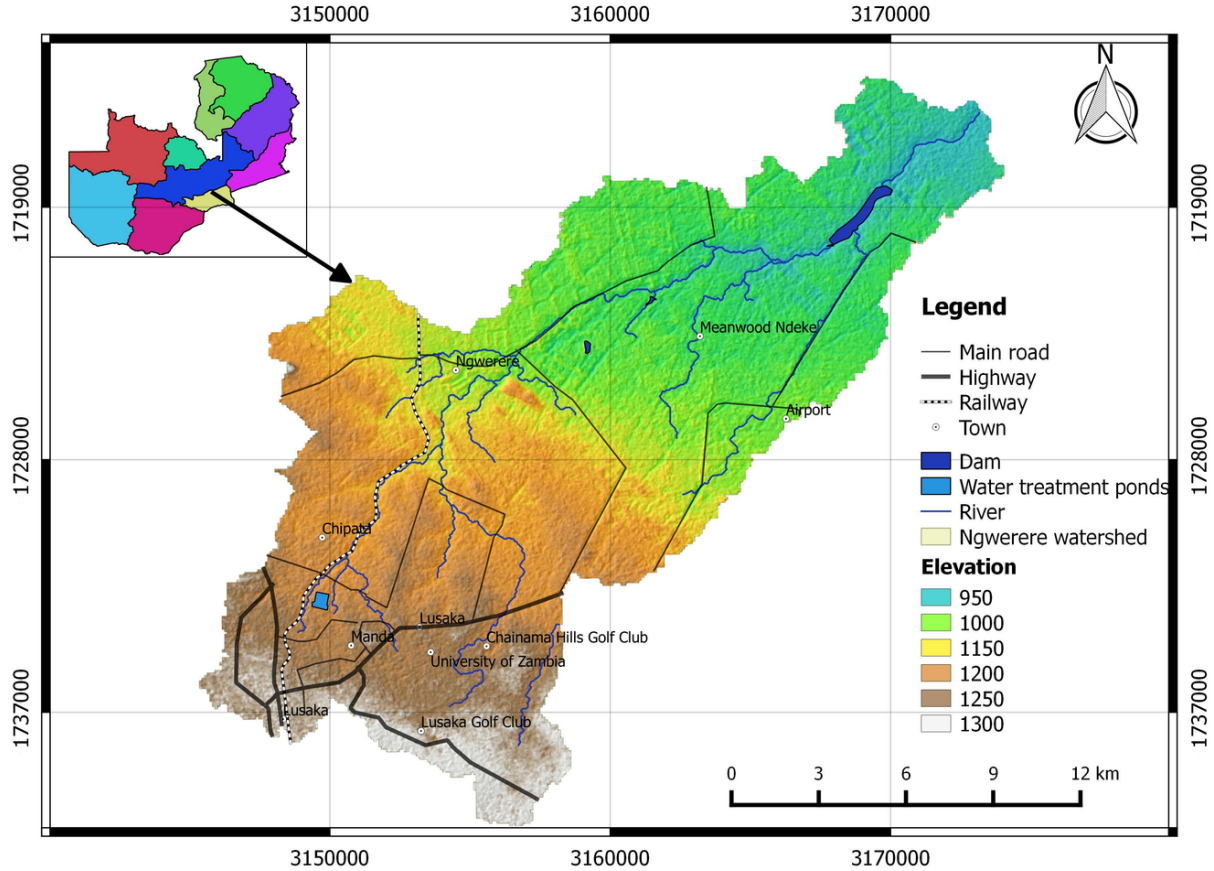 3150000
3160000
3170000
N
1719000
1719000
Legend
Main road
Highway
Railway
Town
Dam
Water treatment ponds
River
Ngwerere watershed
Elevation
950
1000
1150
1200
1250
1300
Meanwood Ndeke
Ngwerere
Airport
1728000
1728000
Chipata
Lusaka
Manda
Chainama Hills Golf Club
University of Zambia
Lusaka
Lusaka Golf Club
1737000
1737000
0 3 6 9 12 km
3150000
3160000
3170000